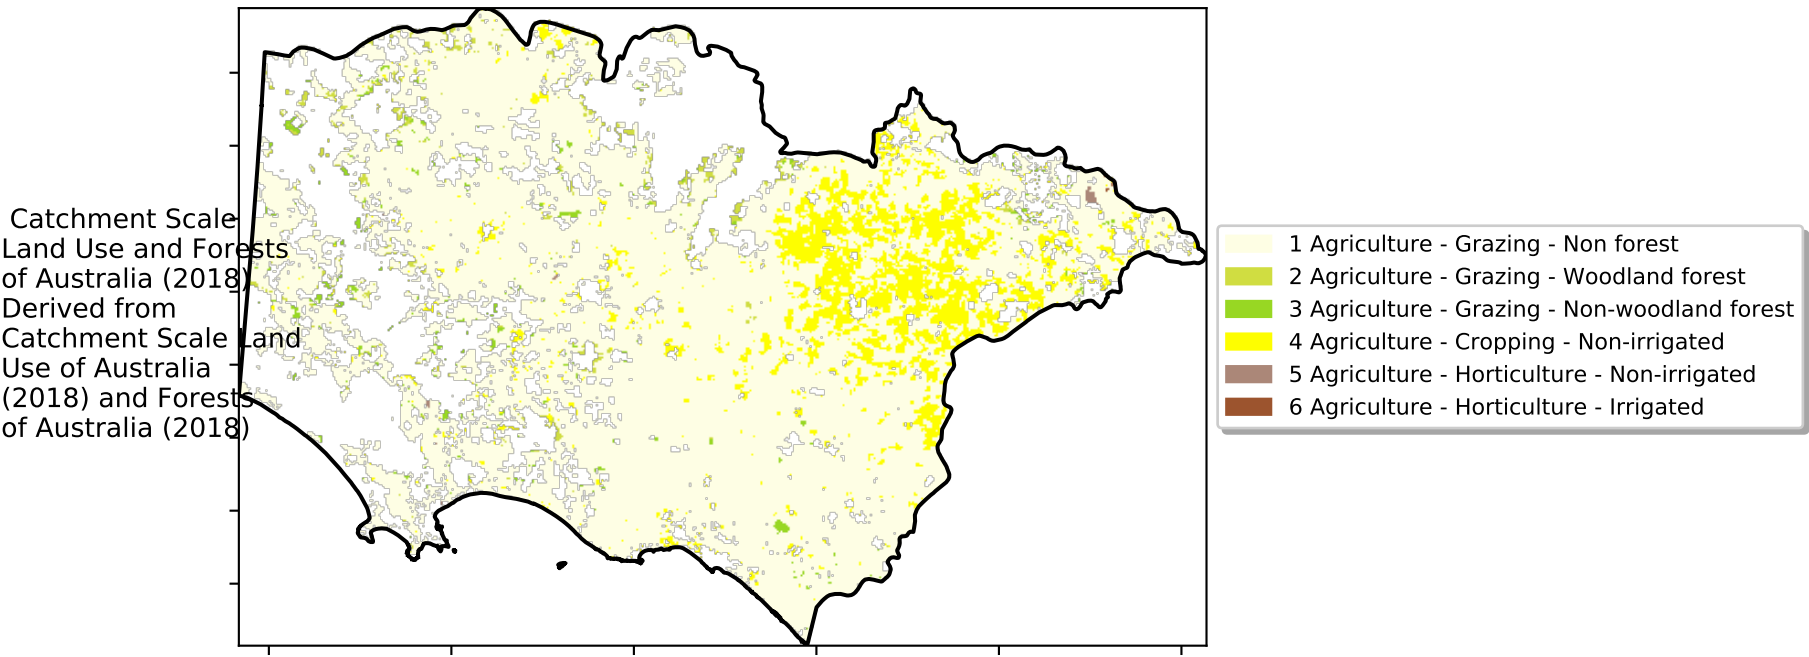 Catchment Scale
Land Use and Forests
of Australia (2018)
Derived from
Catchment Scale Land
Use of Australia
(2018) and Forests
of Australia (2018)
1 Agriculture - Grazing - Non forest
2 Agriculture - Grazing - Woodland forest
3 Agriculture - Grazing - Non-woodland forest
4 Agriculture - Cropping - Non-irrigated
5 Agriculture - Horticulture - Non-irrigated
6 Agriculture - Horticulture - Irrigated